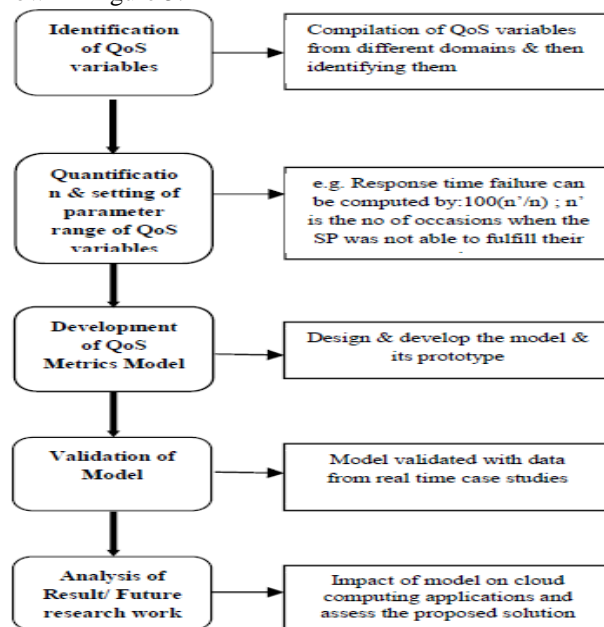 Identification
of QoS
variables
Compilation of QoS variables
from different domains & then
identifying them
Quantificatio
n & setting of
parameter
range of QoS
variables
e.g. Response time failure can
be computed by:100(n’/n) ; n’
is the no of occasions when the
SP was not able to fulfill their
Development
of QoS
Metrics Model
Design & develop the model &
its prototype
Validation of
Model
Model validated with data
from real time case studies
Analysis of
Result/ Future
research work
Impact of model on cloud
computing applications and
assess the proposed solution